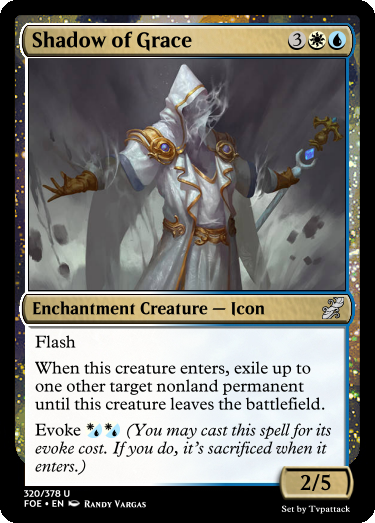 Shadow of Grace 3
Enchantment Creature — Icon
Flash
When this creature enters, exile up to
one other target nonland permanent
until this creature leaves the battlefield.
Evoke (You may cast this spell for its
evoke cost. If you do, it's sacrificed when it
enters.)
2/5
320/378 U
FOE • EN Randy Vargas
Set by Tvpattack